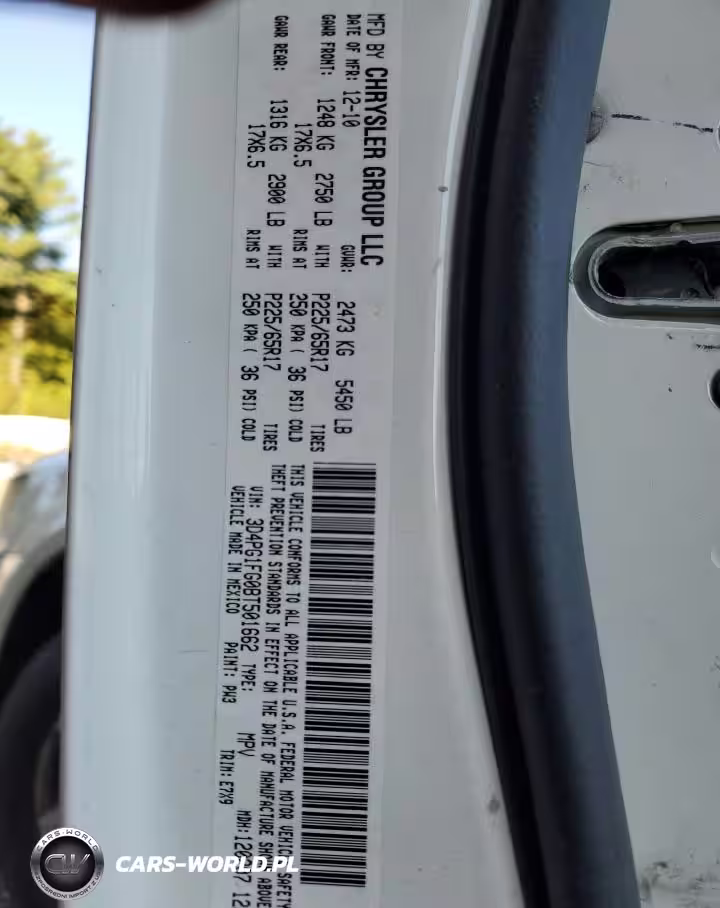 MFD BY CHRYSLER GROUP LLC
DATE OF MFR: 12-10 GVWR: 2473 KG 5450 LB
GAWR FRONT: 1248 KG 2750 LB WITH P225/65R17 TIRES
17X6.5 RIMS AT 250 KPA ( 36 PSI) COLD
GAWR REAR: 1316 KG 2900 LB WITH P225/65R17 TIRES
17X6.5 RIMS AT 250 KPA ( 36 PSI) COLD
THIS VEHICLE CONFORMS TO ALL APPLICABLE U.S.A. FEDERAL MOTOR VEHICLE SAFETY
THEFT PREVENTION STANDARDS IN EFFECT ON THE DATE OF MANUFACTURE ABOVE
VIN: 3D4PG1FG0BT501662 TYPE: MPV
VEHICLE MADE IN MEXICO PAINT: PW3 TRIM: E7X9
CARS-WORLD
CW
CARS-WORLD.PL